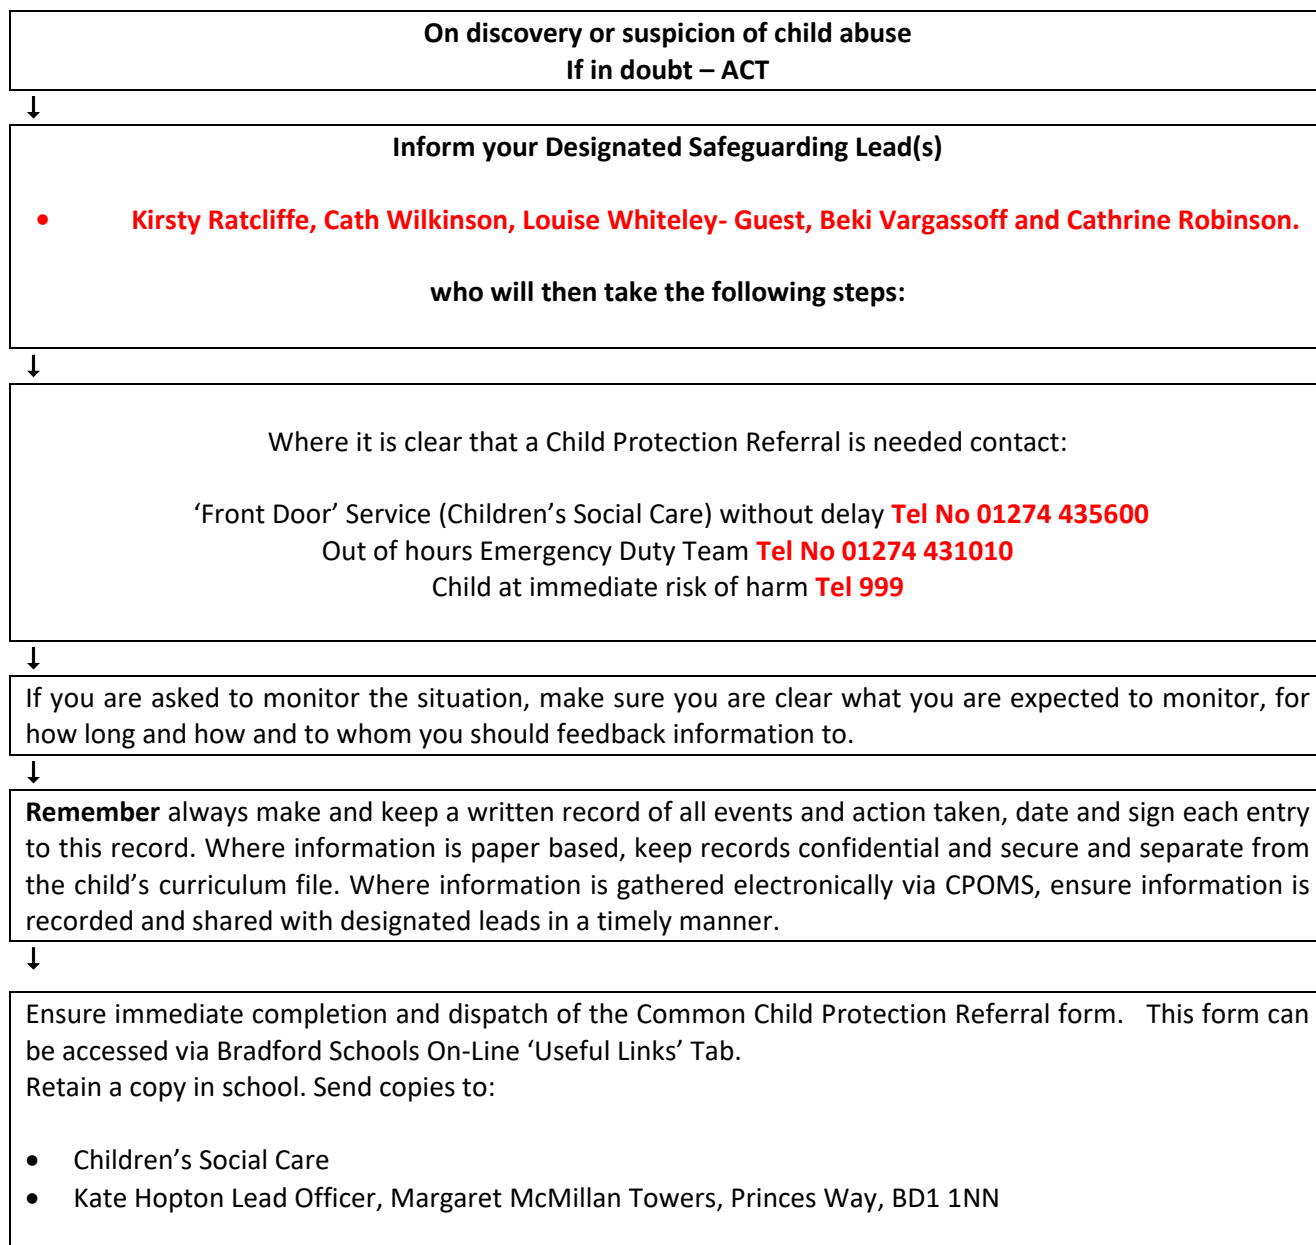 On discovery or suspicion of child abuse
If in doubt – ACT
↓
Inform your Designated Safeguarding Lead(s)
• Kirsty Ratcliffe, Cath Wilkinson, Louise Whiteley- Guest, Beki Vargassoff and Cathrine Robinson.
who will then take the following steps:
↓
Where it is clear that a Child Protection Referral is needed contact:
‘Front Door’ Service (Children’s Social Care) without delay Tel No 01274 435600
Out of hours Emergency Duty Team Tel No 01274 431010
Child at immediate risk of harm Tel 999
↓
If you are asked to monitor the situation, make sure you are clear what you are expected to monitor, for
how long and how and to whom you should feedback information to.
↓
Remember always make and keep a written record of all events and action taken, date and sign each entry
to this record. Where information is paper based, keep records confidential and secure and separate from
the child’s curriculum file. Where information is gathered electronically via CPOMS, ensure information is
recorded and shared with designated leads in a timely manner.
↓
Ensure immediate completion and dispatch of the Common Child Protection Referral form. This form can
be accessed via Bradford Schools On-Line ‘Useful Links’ Tab.
Retain a copy in school. Send copies to:
• Children’s Social Care
• Kate Hopton Lead Officer, Margaret McMillan Towers, Princes Way, BD1 1NN